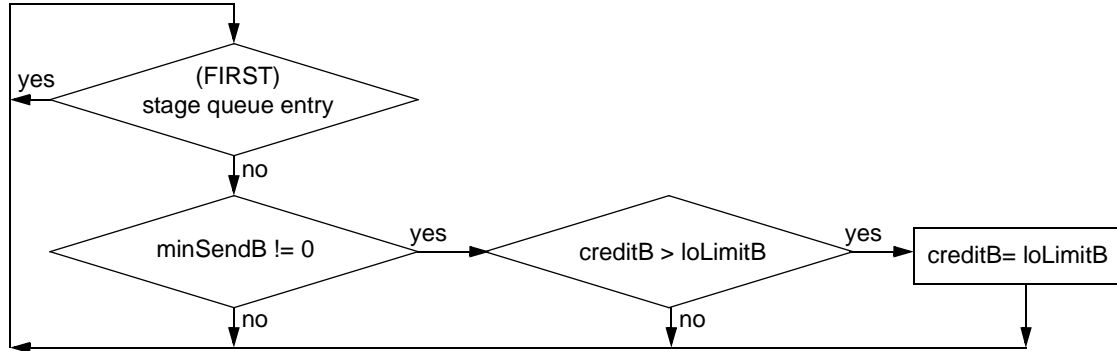 (FIRST)
stage queue entry
yes
no
minSendB != 0
yes
creditB > loLimitB
yes
creditB= loLimitB
no
no